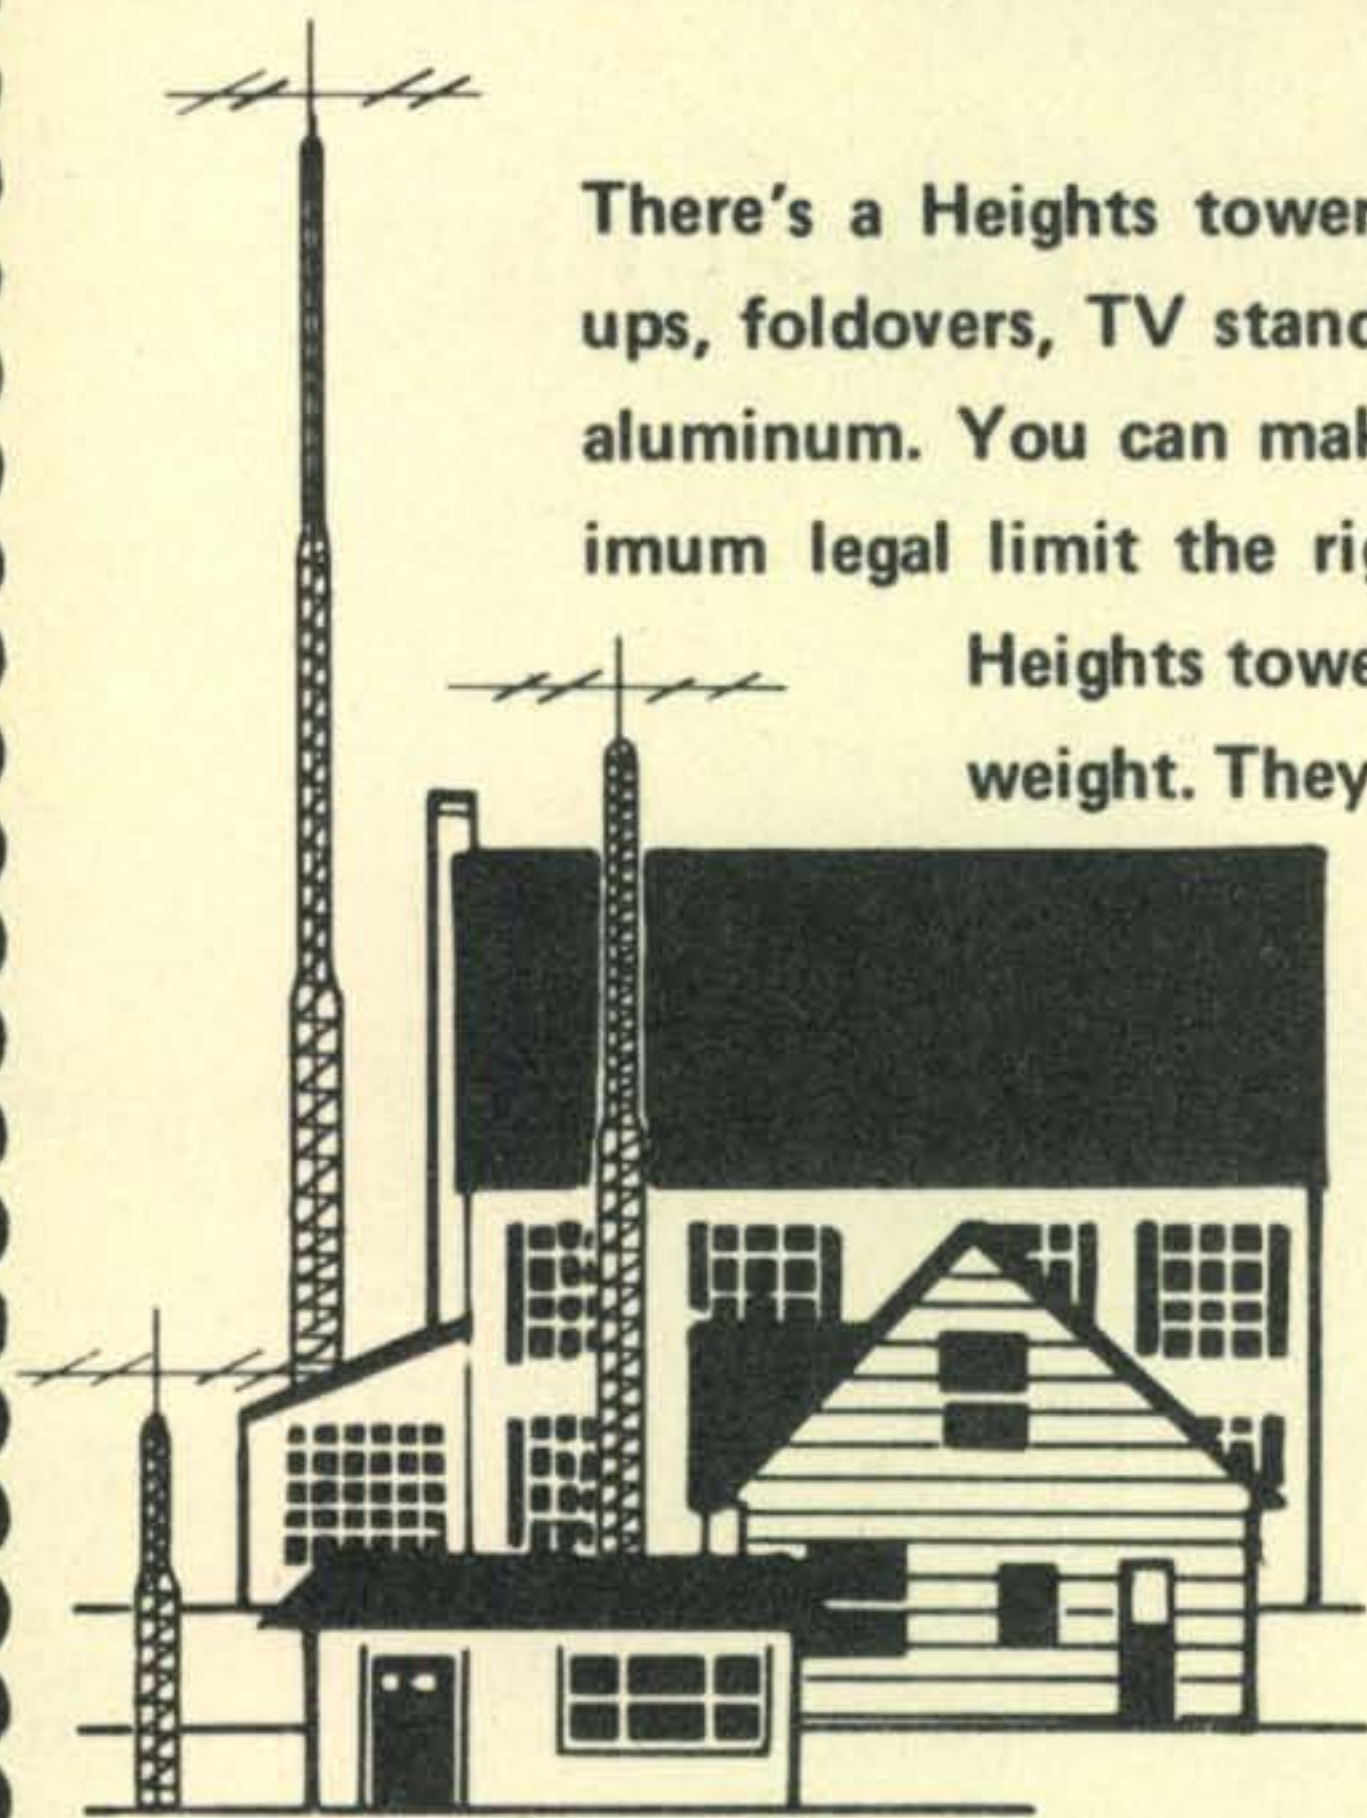 There's a Heights tower
ups, foldovers, TV stand
aluminum. You can mak
imum legal limit the rig
Heights towe
weight. They